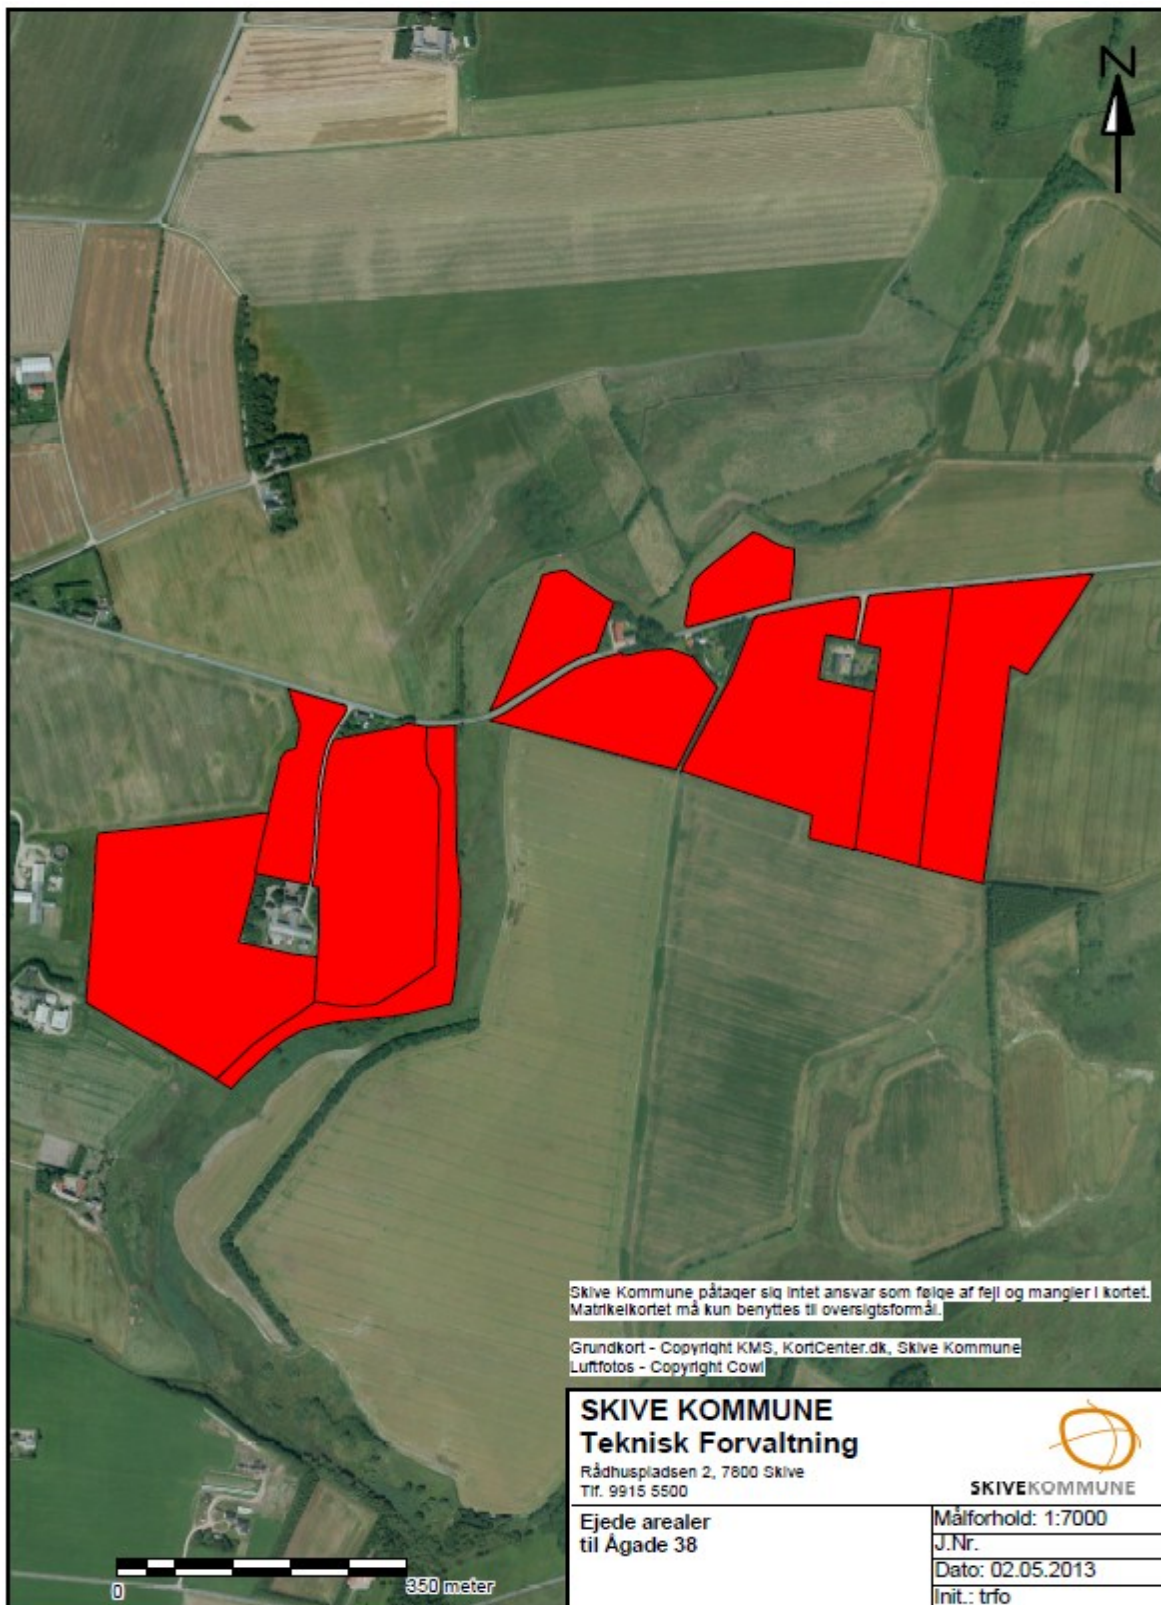 N
Skive Kommune påtager sig intet ansvar som følge af fejl og mangler i kortet.
Matrikelkortet må kun benyttes til oversigtsformål.
Grundkort - Copyright KMS, KortCenter.dk, Skive Kommune
Luftfotos - Copyright Cowi
SKIVE KOMMUNE
Teknisk Forvaltning
Rådhuspladsen 2, 7800 Skive
Tlf. 9915 5500
SKIVEKOMMUNE
Ejede arealer
til Ågade 38
Målforhold: 1:7000
J.Nr.
Dato: 02.05.2013
Init.: trfo
0 350 meter